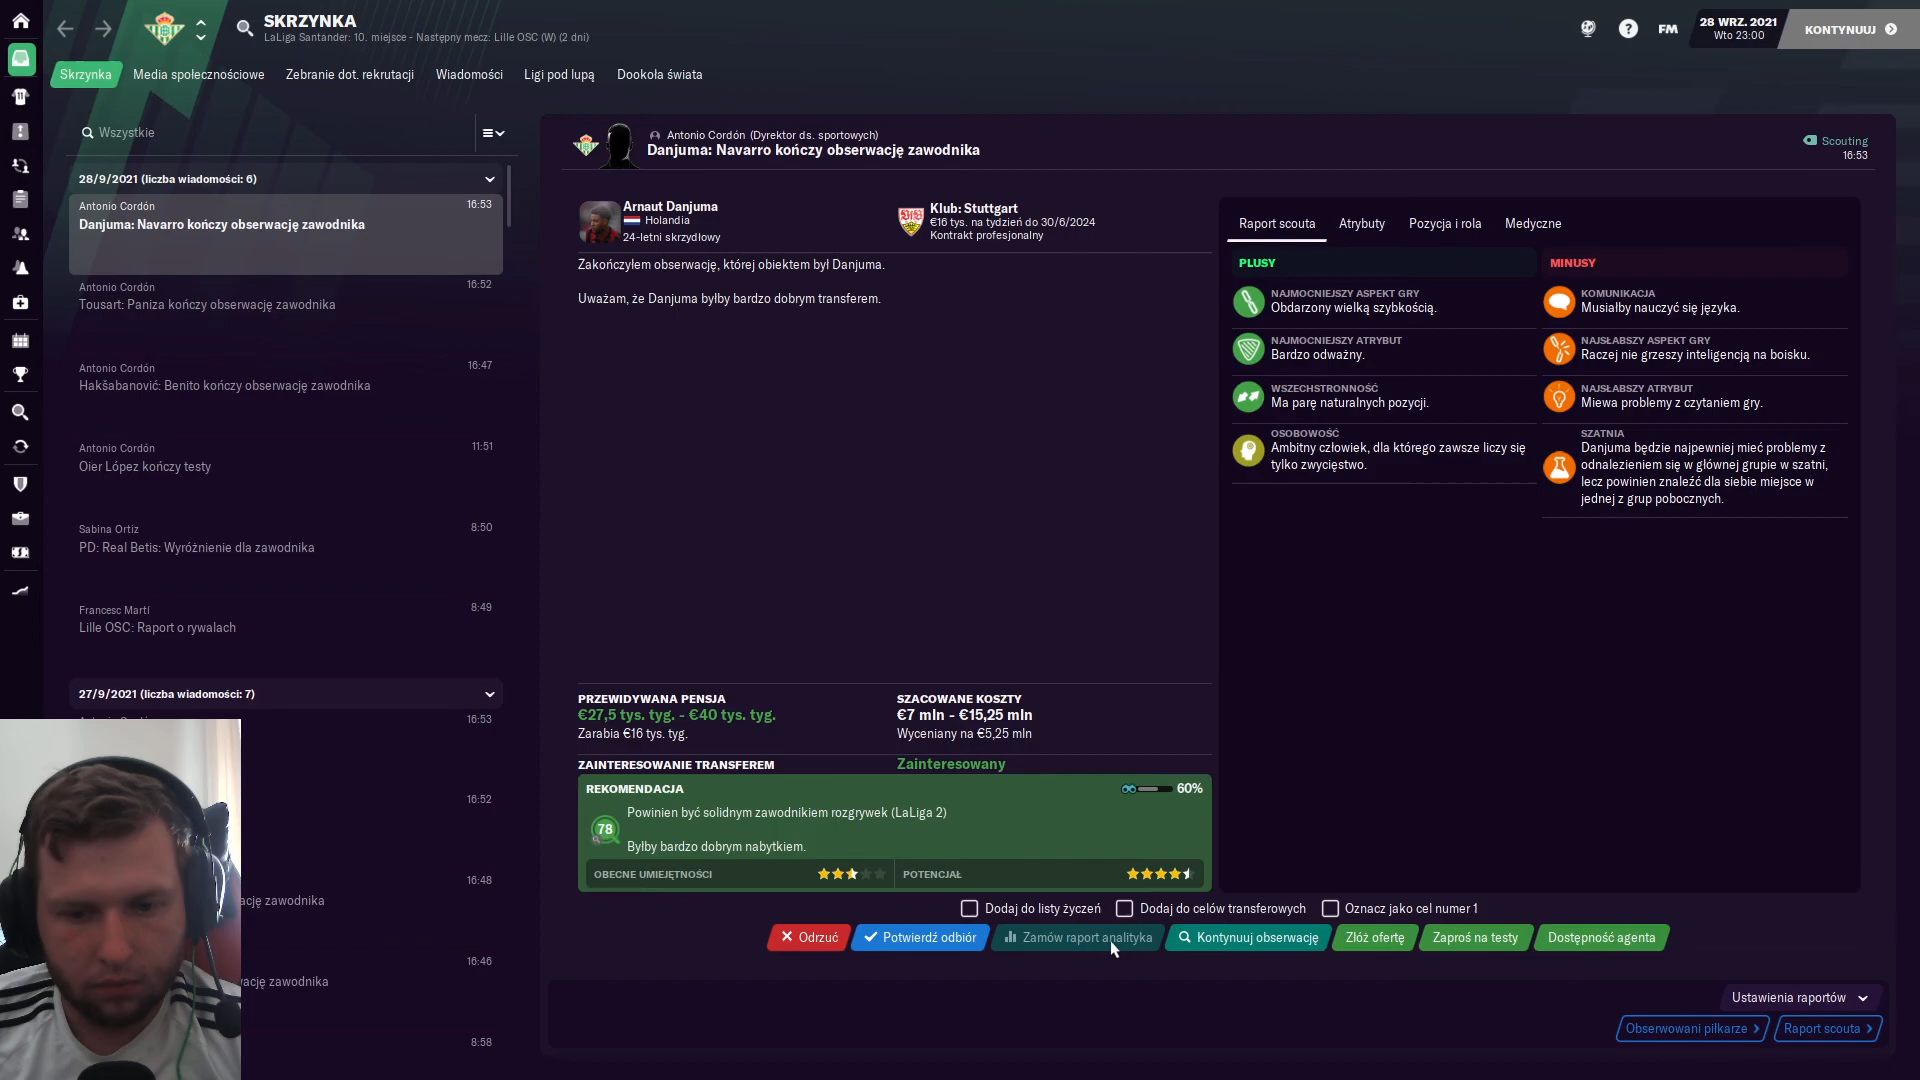 SKRZYNKA
LaLiga Santander: 10. miejsce - Następny mecz: Lille OSC (W) (2 dni)
FM
28 WRZ. 2021
Wto 23:00
KONTYNUUJ
Skrzynka
Media społecznościowe
Zebranie dot. rekrutacji
Wiadomości
Ligi pod lupą
Dookoła świata
Wszystkie
28/9/2021 (liczba wiadomości: 6)
Antonio Cordón
16:53
Danjuma: Navarro kończy obserwację zawodnika
Antonio Cordón
16:52
Tousart: Paniza kończy obserwację zawodnika
Antonio Cordón
16:47
Hakšabanović: Benito kończy obserwację zawodnika
Antonio Cordón
11:51
Oier López kończy testy
Sabina Ortiz
8:50
PD: Real Betis: Wyróżnienie dla zawodnika
Francesc Martí
8:49
Lille OSC: Raport o rywalach
27/9/2021 (liczba wiadomości: 7)
16:53
16:52
16:48
ację zawodnika
16:46
wację zawodnika
8:58
Antonio Cordón (Dyrektor ds. sportowych)
Danjuma: Navarro kończy obserwację zawodnika
Scouting
16:53
Arnaut Danjuma
Holandia
24-letni skrzydłowy
Klub: Stuttgart
€16 tys. na tydzień do 30/6/2024
Kontrakt profesjonalny
Zakończyłem obserwację, której obiektem był Danjuma.
Uważam, że Danjuma byłby bardzo dobrym transferem.
Raport scouta
Atrybuty
Pozycja i rola
Medyczne
PLUSY
NAJMOCNIEJSZY ASPEKT GRY
Obdarzony wielką szybkością.
NAJMOCNIEJSZY ATRYBUT
Bardzo odważny.
WSZECHSTRONNOŚĆ
Ma parę naturalnych pozycji.
OSOBOWOŚĆ
Ambitny człowiek, dla którego zawsze liczy się
tylko zwycięstwo.
MINUSY
KOMUNIKACJA
Musiałby nauczyć się języka.
NAJSŁABSZY ASPEKT GRY
Raczej nie grzeszy inteligencją na boisku.
NAJSŁABSZY ATRYBUT
Miewa problemy z czytaniem gry.
SZATNIA
Danjuma będzie najpewniej mieć problemy z
odnalezieniem się w głównej grupie w szatni,
lecz powinien znaleźć dla siebie miejsce w
jednej z grup pobocznych.
PRZEWIDYWANA PENSJA
€27,5 tys. tyg. - €40 tys. tyg.
Zarabia €16 tys. tyg.
SZACOWANE KOSZTY
€7 mln - €15,25 mln
Wyceniany na €5,25 mln
ZAINTERESOWANIE TRANSFEREM
Zainteresowany
REKOMENDACJA
60%
78
Powinien być solidnym zawodnikiem rozgrywek (LaLiga 2)
Byłby bardzo dobrym nabytkiem.
OBECNE UMIEJĘTNOŚCI
POTENCJAŁ
Dodaj do listy życzeń
Dodaj do celów transferowych
Oznacz jako cel numer 1
Odrzuć
Potwierdź odbiór
Zamów raport analityka
Kontynuuj obserwację
Złóż ofertę
Zaproś na testy
Dostępność agenta
Ustawienia raportów
Obserwowani piłkarze
Raport scouta